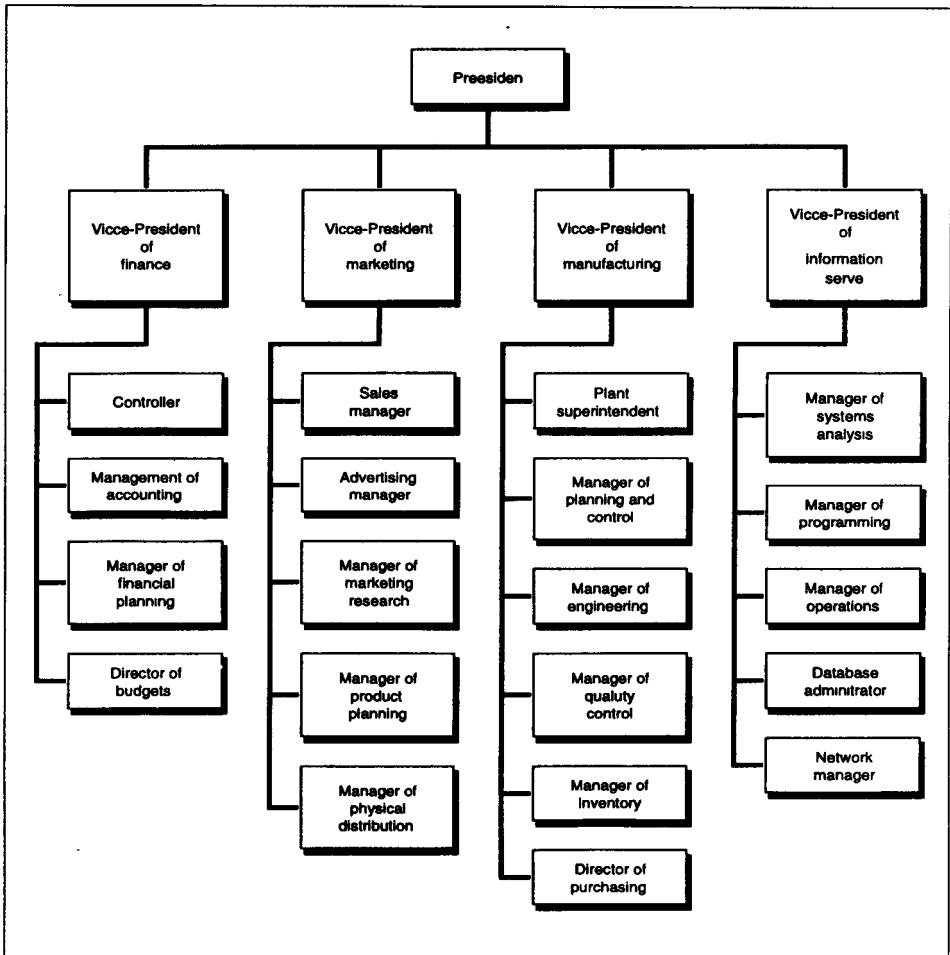 Preesiden
Vicce-President
of
finance
Vicce-President
of
marketing
Vicce-President
of
manufacturing
Vicce-President
of
information
serve
Controller
Management of
accounting
Manager of
financial
planning
Director of
budgets
Sales
manager
Advertising
manager
Manager of
marketing
research
Manager of
product
planning
Manager of
physical
distribution
Plant
superintendent
Manager of
planning and
control
Manager of
engineering
Manager of
qualuty
control
Manager of
Inventory
Director of
purchasing
Manager of
systems
analysis
Manager of
programming
Manager of
operations
Database
adminitrator
Network
manager